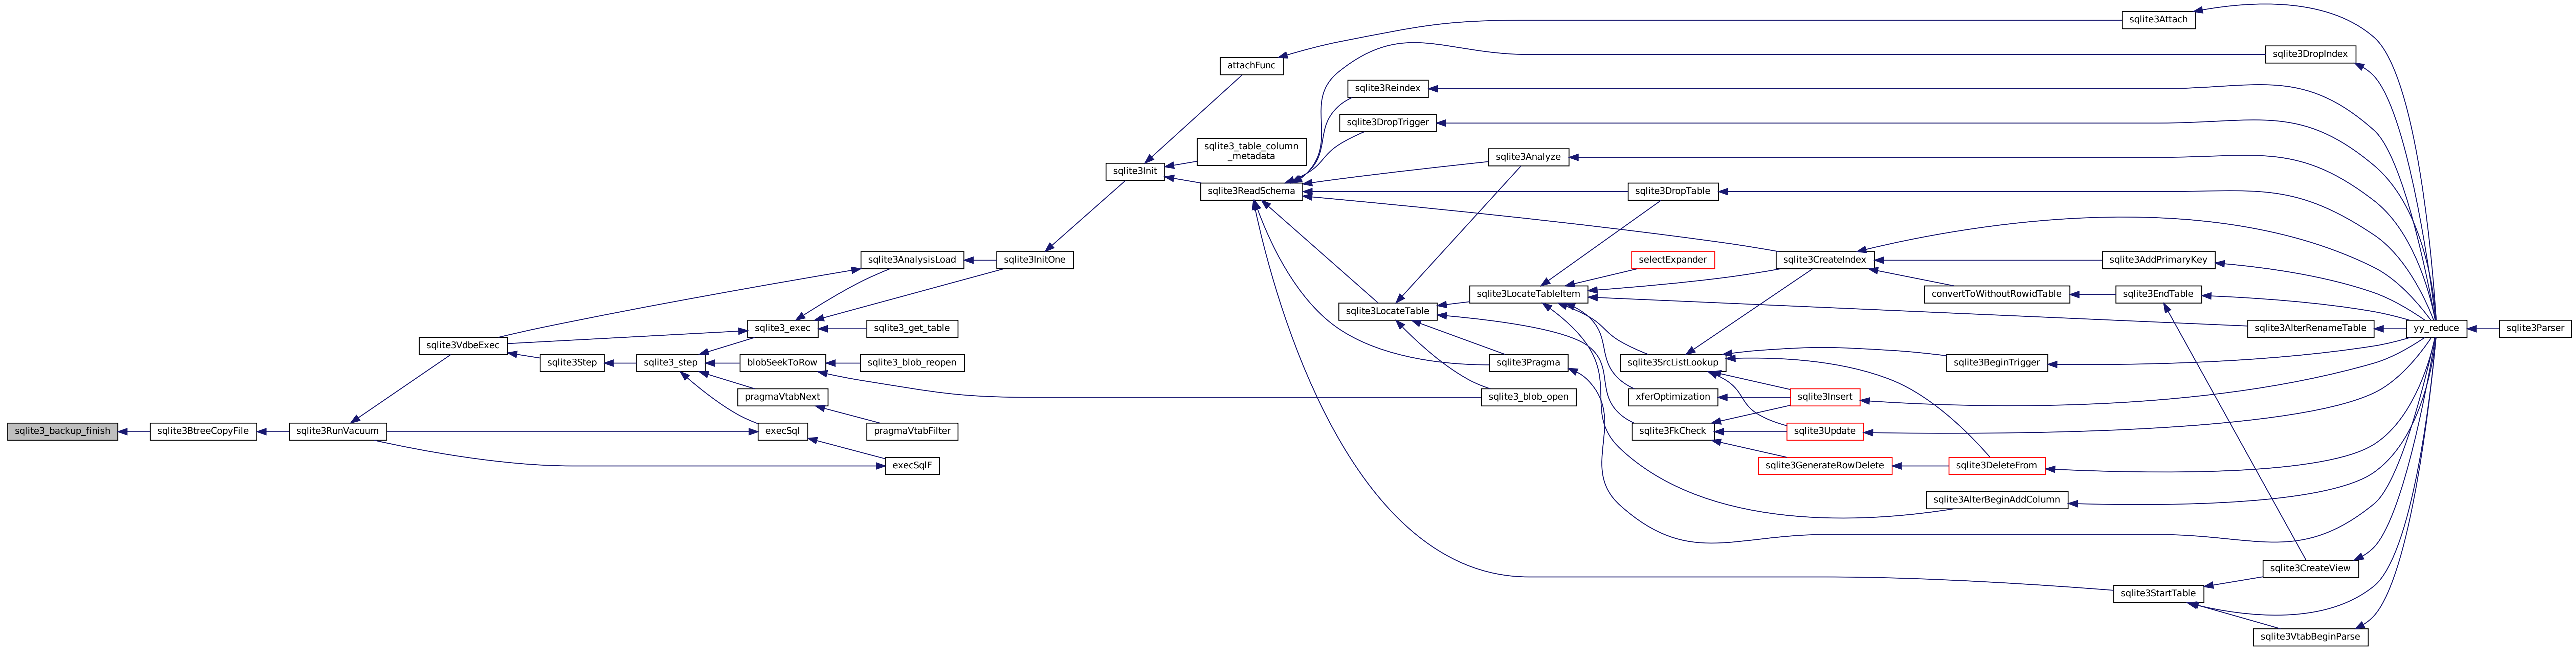 sqlite3Attach
sqlite3DropIndex
attachFunc
sqlite3Reindex
sqlite3DropTrigger
sqlite3_table_column
_metadata
sqlite3Analyze
sqlite3Init
sqlite3ReadSchema
sqlite3DropTable
sqlite3AnalysisLoad
sqlite3InitOne
selectExpander
sqlite3CreateIndex
sqlite3AddPrimaryKey
sqlite3LocateTableItem
convertToWithoutRowidTable
sqlite3EndTable
sqlite3LocateTable
sqlite3_exec
sqlite3_get_table
sqlite3AlterRenameTable
yy_reduce
sqlite3Parser
sqlite3VdbeExec
sqlite3Step
sqlite3_step
blobSeekToRow
sqlite3_blob_reopen
sqlite3Pragma
sqlite3SrcListLookup
sqlite3BeginTrigger
pragmaVtabNext
sqlite3_blob_open
xferOptimization
sqlite3Insert
sqlite3_backup_finish
sqlite3BtreeCopyFile
sqlite3RunVacuum
execSql
pragmaVtabFilter
sqlite3FkCheck
sqlite3Update
execSqlF
sqlite3GenerateRowDelete
sqlite3DeleteFrom
sqlite3AlterBeginAddColumn
sqlite3CreateView
sqlite3StartTable
sqlite3VtabBeginParse